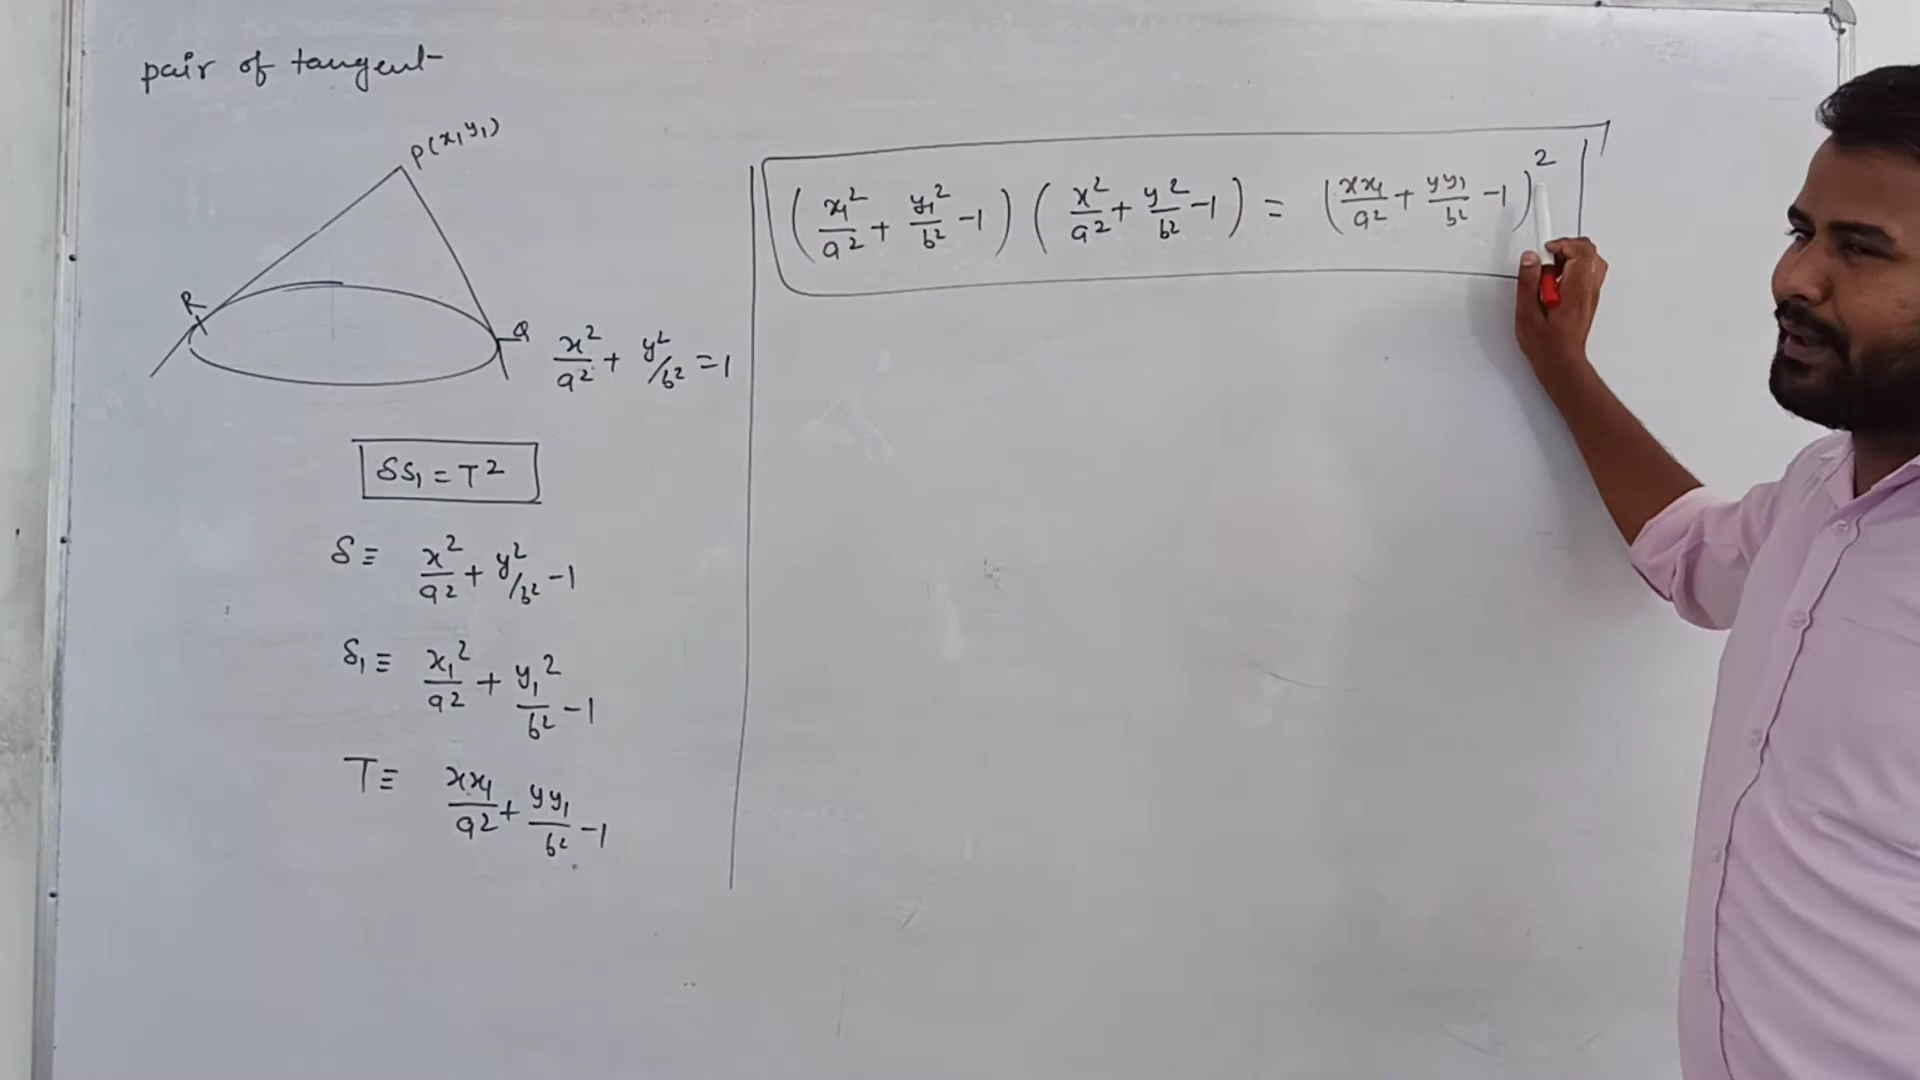 pair of tangent
P(x₁y₁)
R
Q
x²/a² + y²/b² = 1
SS₁ = T²
S ≡ x²/a² + y²/b² - 1
S₁ ≡ x₁²/a² + y₁²/b² - 1
T ≡ xx₁/a² + yy₁/b² - 1
(x₁²/a² + y₁²/b² - 1) (x²/a² + y²/b² - 1) = (xx₁/a² + yy₁/b² - 1)²